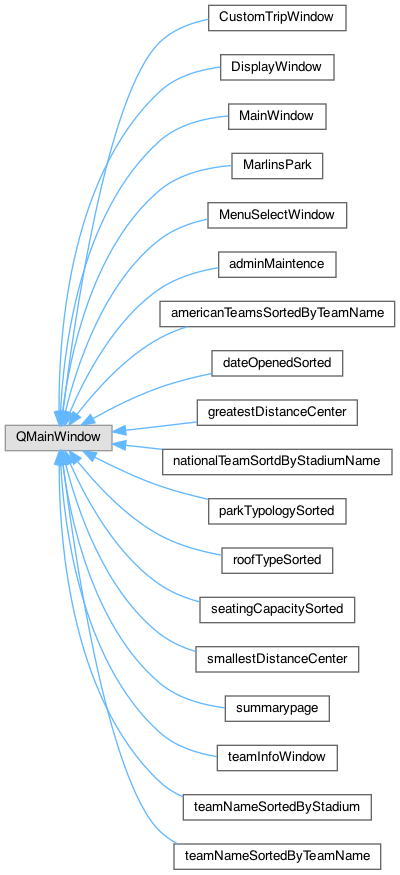 CustomTripWindow
DisplayWindow
MainWindow
MarlinsPark
MenuSelectWindow
adminMaintence
americanTeamsSortedByTeamName
dateOpenedSorted
greatestDistanceCenter
QMainWindow
nationalTeamSortdByStadiumName
parkTypologySorted
roofTypeSorted
seatingCapacitySorted
smallestDistanceCenter
summarypage
teamInfoWindow
teamNameSortedByStadium
teamNameSortedByTeamName